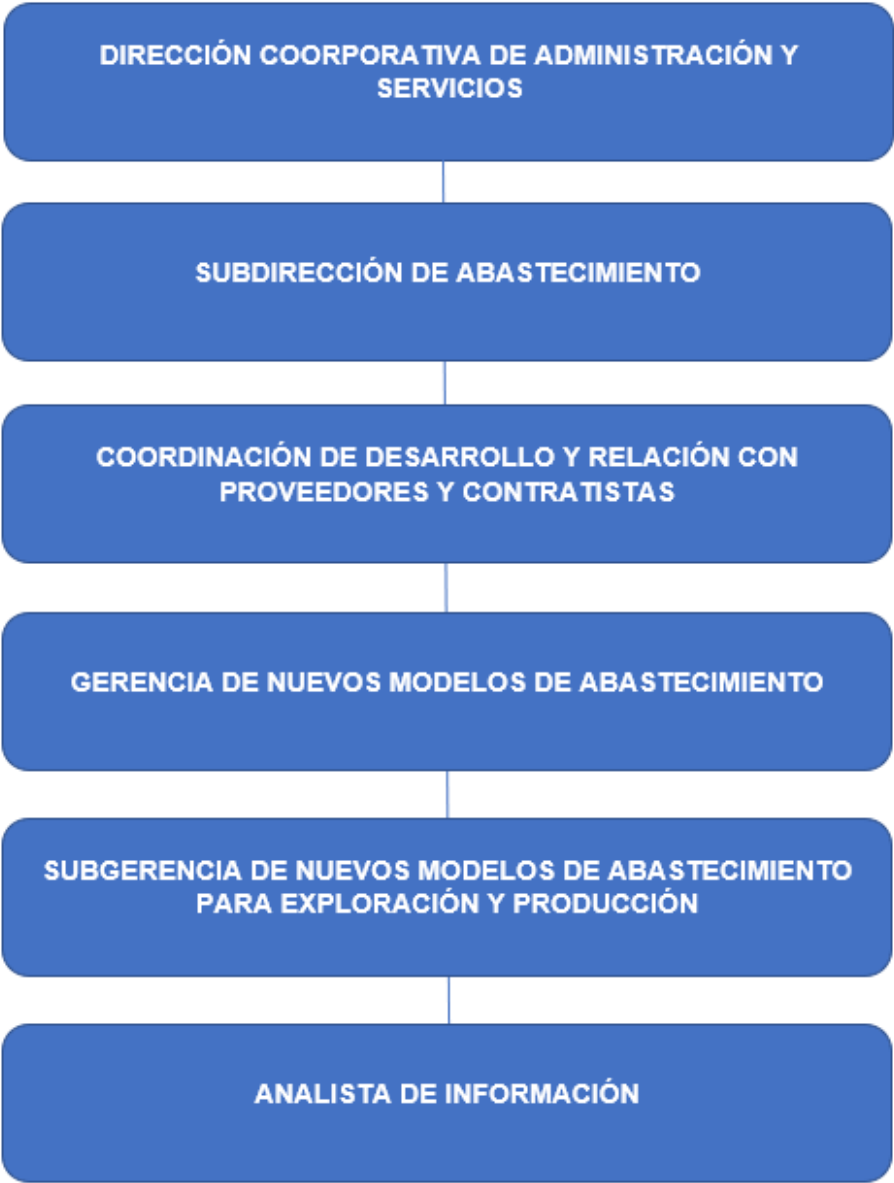 DIRECCIÓN COORPORATIVA DE ADMINISTRACIÓN Y
SERVICIOS
SUBDIRECCIÓN DE ABASTECIMIENTO
COORDINACIÓN DE DESARROLLO Y RELACIÓN CON
PROVEEDORES Y CONTRATISTAS
GERENCIA DE NUEVOS MODELOS DE ABASTECIMIENTO
SUBGERENCIA DE NUEVOS MODELOS DE ABASTECIMIENTO
PARA EXPLORACIÓN Y PRODUCCIÓN
ANALISTA DE INFORMACIÓN